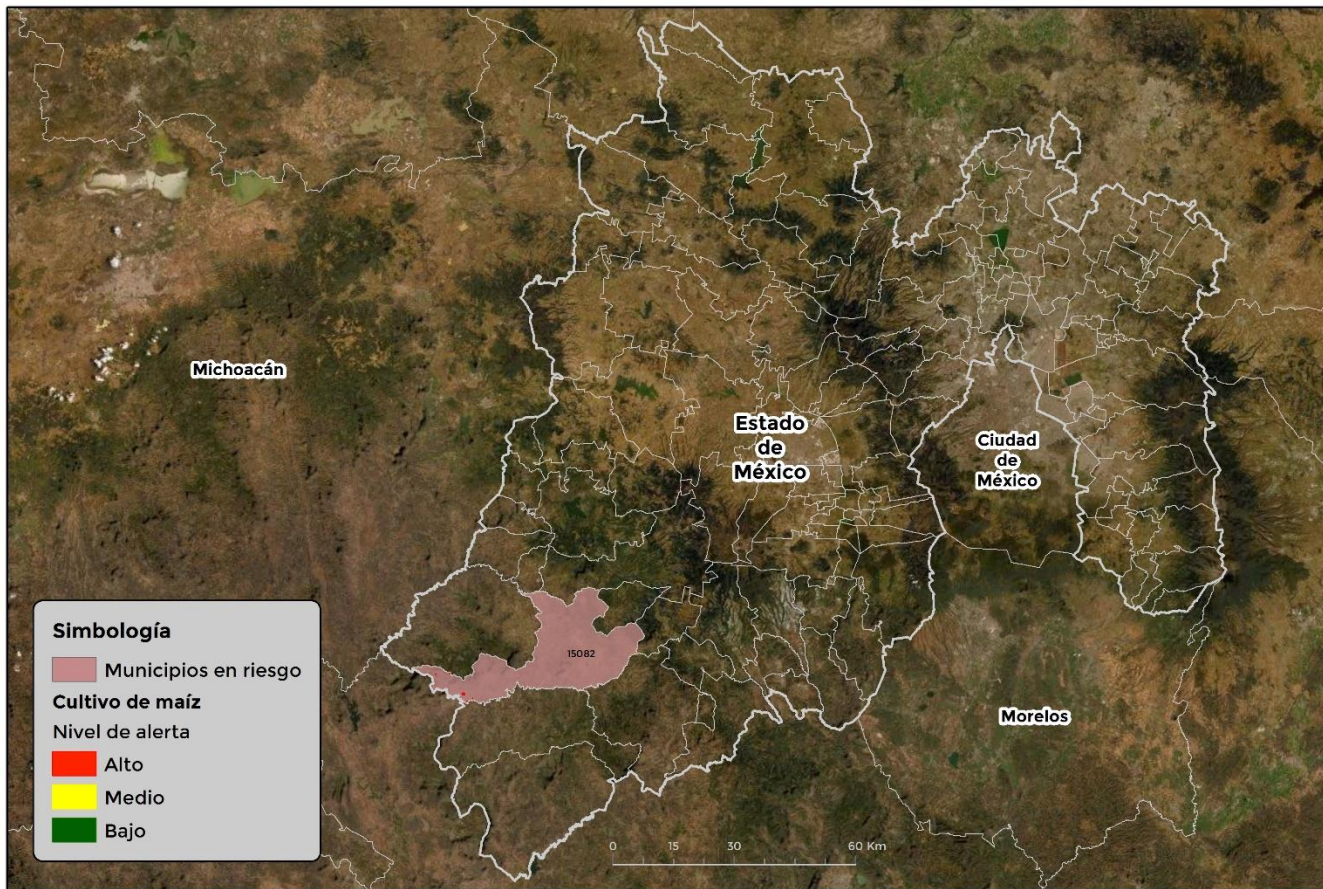 Michoacán
Estado
de
México
Ciudad
de
México
15082
Morelos
Simbología
Municipios en riesgo
Cultivo de maíz
Nivel de alerta
Alto
Medio
Bajo
0 15 30 60 Km